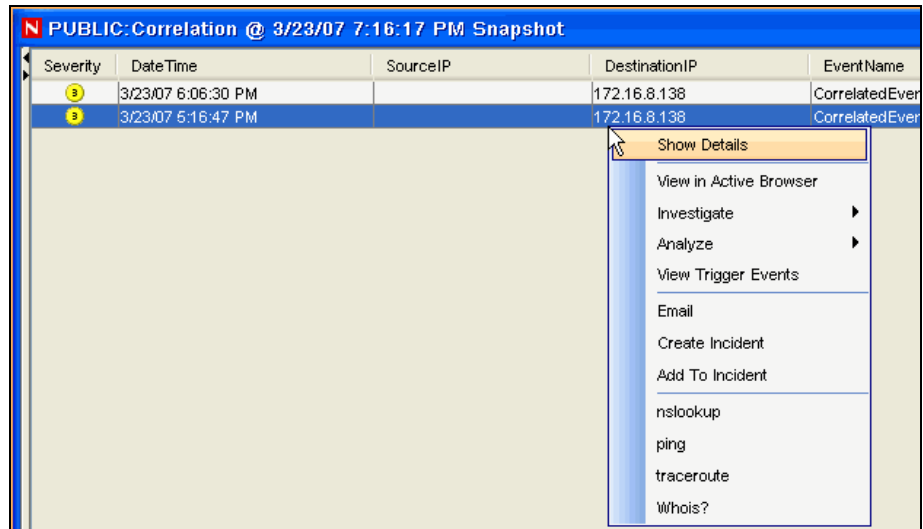 N PUBLIC:Correlation @ 3/23/07 7:16:17 PM Snapshot
Severity DateTime SourceIP DestinationIP EventName
3 3/23/07 6:06:30 PM 172.16.8.138 CorrelatedEver
3 3/23/07 5:16:47 PM 172.16.8.138 CorrelatedEver
Show Details
View in Active Browser
Investigate
Analyze
View Trigger Events
Email
Create Incident
Add To Incident
nslookup
ping
traceroute
Whois?